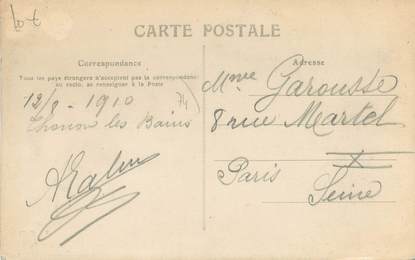 lot
CARTE POSTALE
Correspondance
Tous les pays étrangers n'acceptent pas la correspondance
au recto, se renseigner à la Poste
Adresse
12/8-1910
74
Thonon les Bains
Mme Garousse
8 rue Martel
Paris
Seine